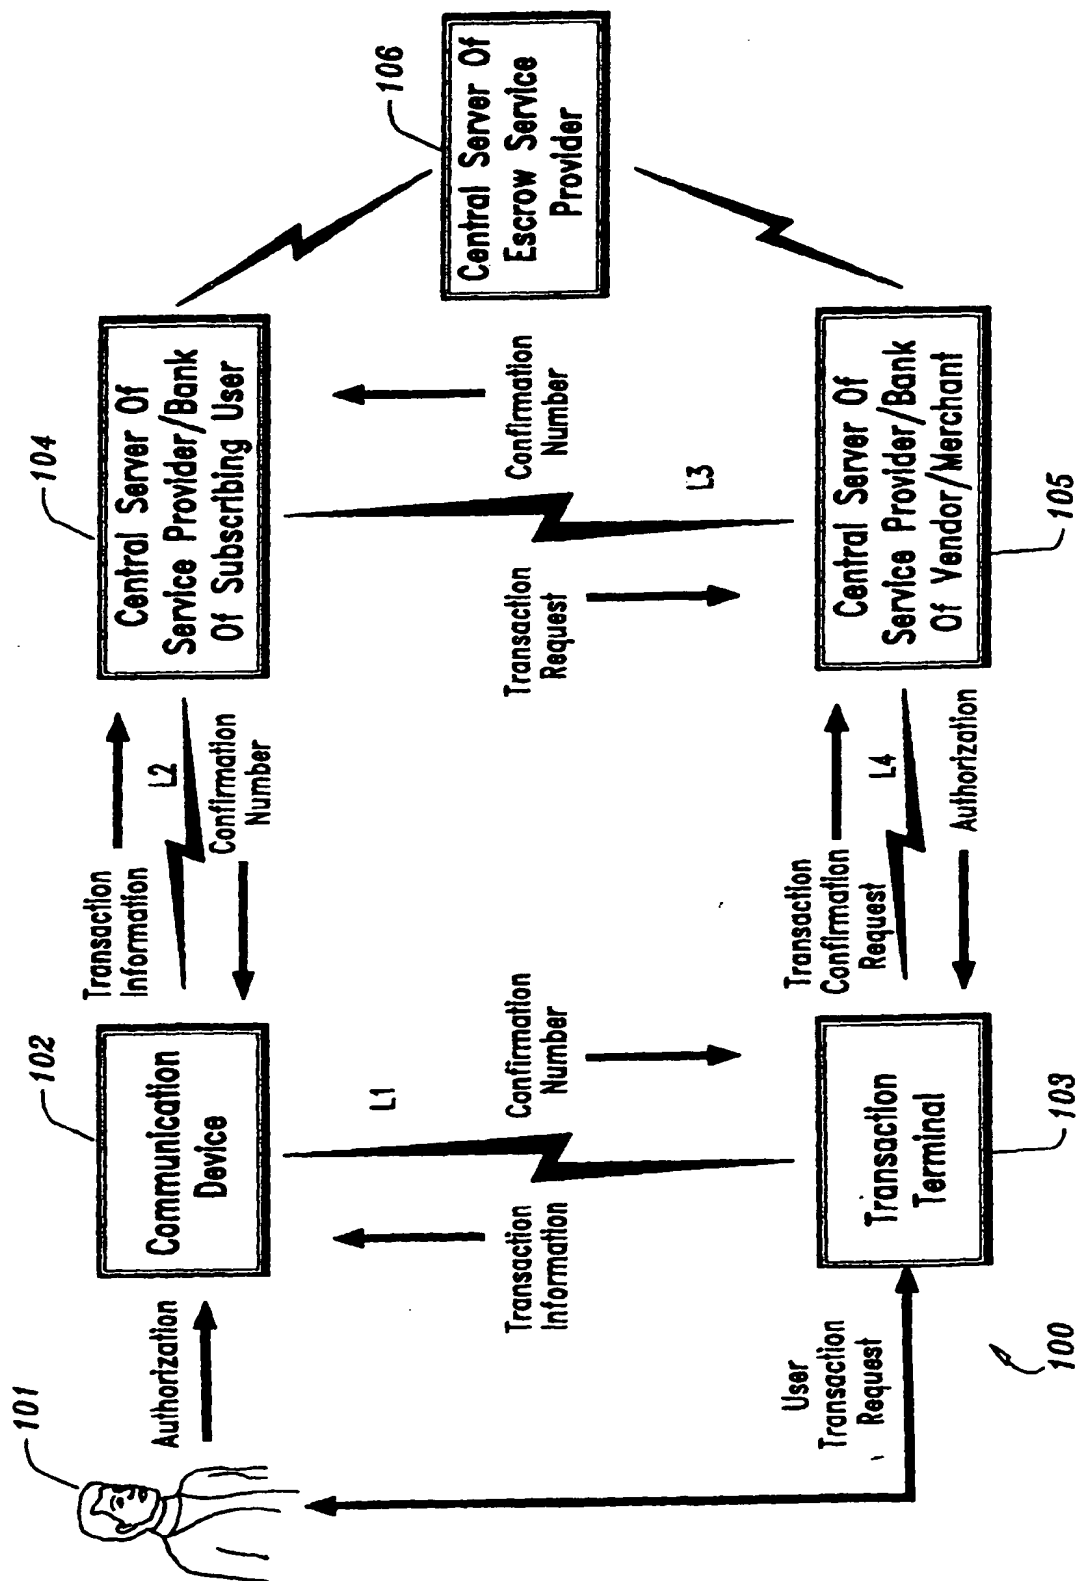 101
Authorization
102
Communication
Device
Transaction
Information
L2
Confirmation
Number
104
Central Server Of
Service Provider/Bank
Of Subscribing User
106
Central Server Of
Escrow Service
Provider
L1
Transaction
Information
Confirmation
Number
L3
Transaction
Request
Confirmation
Number
User
Transaction
Request
Transaction
Terminal
103
Transaction
Confirmation
Request
L4
Authorization
Central Server Of
Service Provider/Bank
Of Vendor/Merchant
105
100